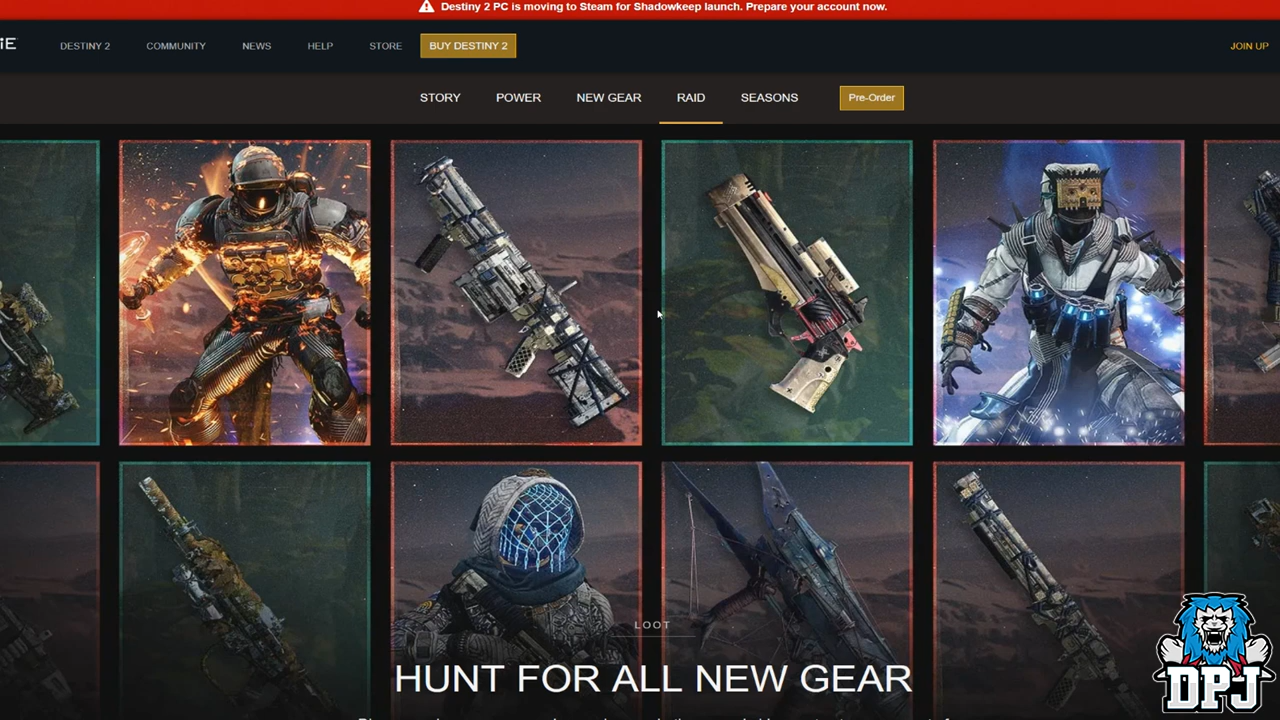 Destiny 2 PC is moving to Steam for Shadowkeep launch. Prepare your account now.
DESTINY 2 COMMUNITY NEWS HELP STORE BUY DESTINY 2 JOIN UP
STORY POWER NEW GEAR RAID SEASONS Pre-Order
LOOT
HUNT FOR ALL NEW GEAR
DPJ